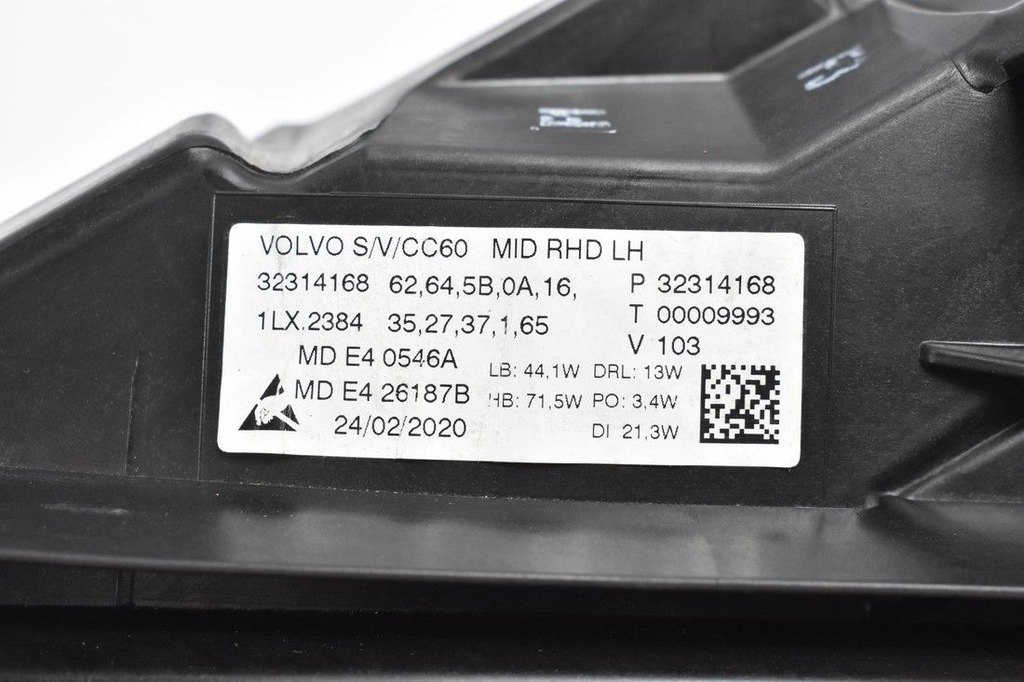 VOLVO S/V/CC60 MID RHD LH
32314168 62,64,5B,0A,16, P 32314168
1LX.2384 35,27,37,1,65 T 00009993
V 103
MD E4 0546A LB: 44,1W DRL: 13W
MD E4 26187B HB: 71,5W PO: 3,4W
24/02/2020 DI 21,3W